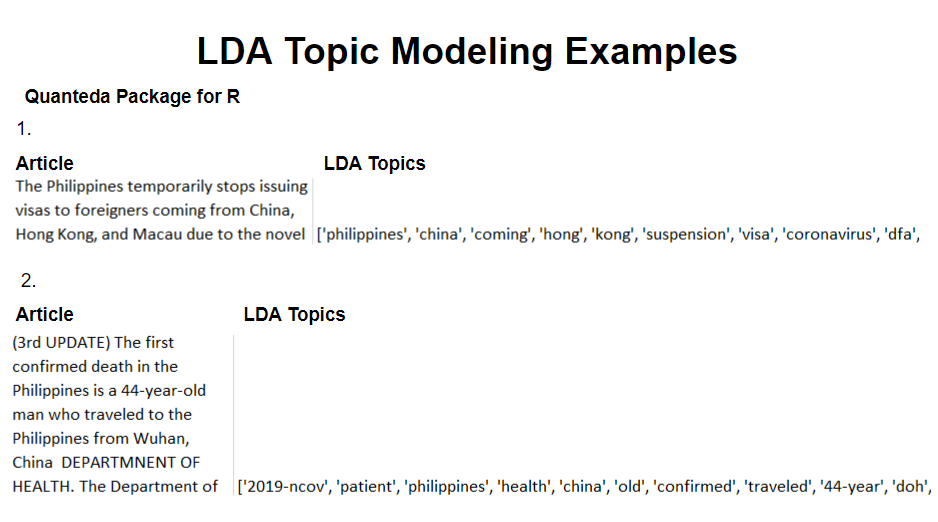 LDA Topic Modeling Examples
Quanteda Package for R
1.
Article LDA Topics
The Philippines temporarily stops issuing
visas to foreigners coming from China,
Hong Kong, and Macau due to the novel ['philippines', 'china', 'coming', 'hong', 'kong', 'suspension', 'visa', 'coronavirus', 'dfa',
2.
Article LDA Topics
(3rd UPDATE) The first
confirmed death in the
Philippines is a 44-year-old
man who traveled to the
Philippines from Wuhan,
China DEPARTMNENT OF
HEALTH. The Department of ['2019-ncov', 'patient', 'philippines', 'health', 'china', 'old', 'confirmed', 'traveled', '44-year', 'doh',